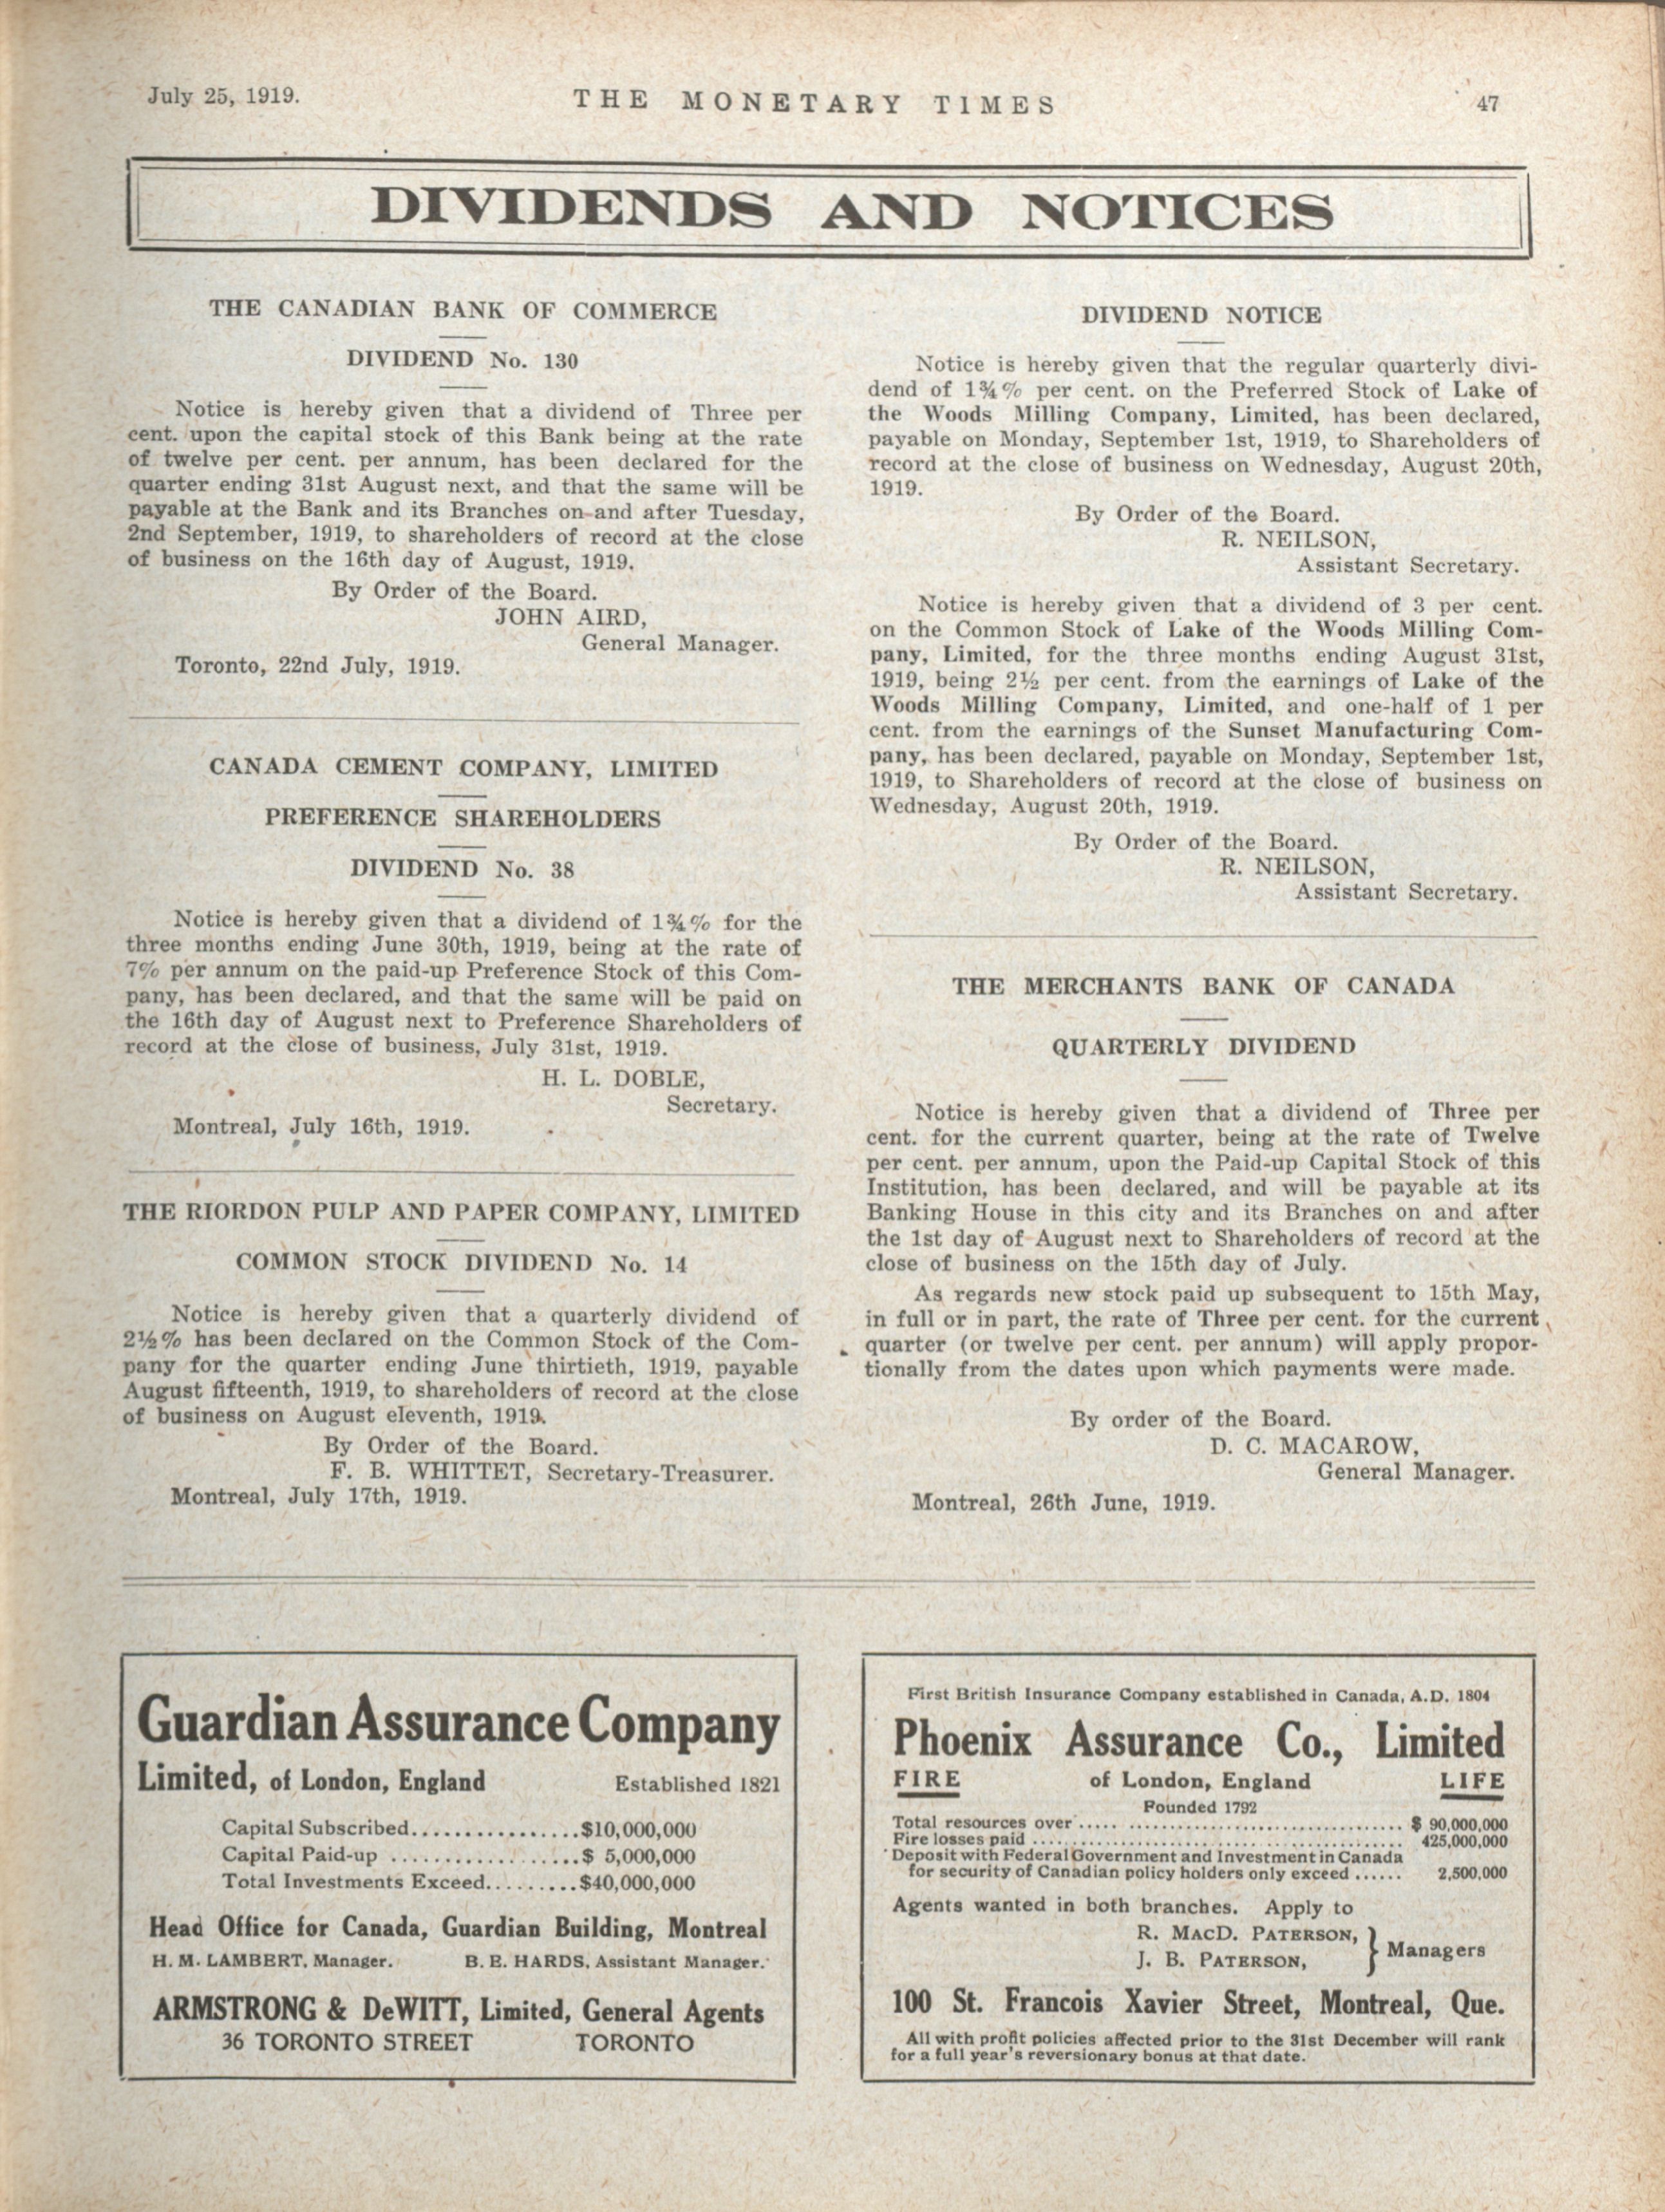 July 25, 1919.
THE MONETARY TIMES
47
DIVIDENDS AND NOTICES
THE CANADIAN BANK OF COMMERCE
DIVIDEND No. 130
Notice is hereby given that a dividend of Three per
cent. upon the capital stock of this Bank being at the rate
of twelve per cent. per annum, has been declared for the
quarter ending 31st August next, and that the same will be
payable at the Bank and its Branches on and after Tuesday,
2nd September, 1919, to shareholders of record at the close
of business on the 16th day of August, 1919.
By Order of the Board.
JOHN AIRD,
General Manager.
Toronto, 22nd July, 1919.
CANADA CEMENT COMPANY, LIMITED
PREFERENCE SHAREHOLDERS
DIVIDEND No. 38
Notice is hereby given that a dividend of 1¾% for the
three months ending June 30th, 1919, being at the rate of
7% per annum on the paid-up Preference Stock of this Com-
pany, has been declared, and that the same will be paid on
the 16th day of August next to Preference Shareholders of
record at the close of business, July 31st, 1919.
H. L. DOBLE,
Secretary.
Montreal, July 16th, 1919.
THE RIORDON PULP AND PAPER COMPANY, LIMITED
COMMON STOCK DIVIDEND No. 14
Notice is hereby given that a quarterly dividend of
2½% has been declared on the Common Stock of the Com-
pany for the quarter ending June thirtieth, 1919, payable
August fifteenth, 1919, to shareholders of record at the close
of business on August eleventh, 1919.
By Order of the Board.
F. B. WHITTET, Secretary-Treasurer.
Montreal, July 17th, 1919.
DIVIDEND NOTICE
Notice is hereby given that the regular quarterly divi-
dend of 1¾% per cent. on the Preferred Stock of Lake of
the Woods Milling Company, Limited, has been declared,
payable on Monday, September 1st, 1919, to Shareholders of
record at the close of business on Wednesday, August 20th,
1919.
By Order of the Board.
R. NEILSON,
Assistant Secretary.
Notice is hereby given that a dividend of 3 per cent.
on the Common Stock of Lake of the Woods Milling Com-
pany, Limited, for the three months ending August 31st,
1919, being 2½ per cent. from the earnings of Lake of the
Woods Milling Company, Limited, and one-half of 1 per
cent. from the earnings of the Sunset Manufacturing Com-
pany, has been declared, payable on Monday, September 1st,
1919, to Shareholders of record at the close of business on
Wednesday, August 20th, 1919.
By Order of the Board.
R. NEILSON,
Assistant Secretary.
THE MERCHANTS BANK OF CANADA
QUARTERLY DIVIDEND
Notice is hereby given that a dividend of Three per
cent. for the current quarter, being at the rate of Twelve
per cent. per annum, upon the Paid-up Capital Stock of this
Institution, has been declared, and will be payable at its
Banking House in this city and its Branches on and after
the 1st day of August next to Shareholders of record at the
close of business on the 15th day of July.
As regards new stock paid up subsequent to 15th May,
in full or in part, the rate of Three per cent. for the current
quarter (or twelve per cent. per annum) will apply propor-
tionally from the dates upon which payments were made.
By order of the Board.
D. C. MACAROW,
General Manager.
Montreal, 26th June, 1919.
Guardian Assurance Company
Limited, of London, England Established 1821
Capital Subscribed................$10,000,000
Capital Paid-up ..................$ 5,000,000
Total Investments Exceed.........$40,000,000
Head Office for Canada, Guardian Building, Montreal
H. M. LAMBERT, Manager. B. E. HARDS, Assistant Manager.
ARMSTRONG & DeWITT, Limited, General Agents
36 TORONTO STREET TORONTO
First British Insurance Company established in Canada, A.D. 1804
Phoenix Assurance Co., Limited
FIRE of London, England LIFE
Founded 1792
Total resources over ..... ............................... $ 90,000,000
Fire losses paid ........................................ 425,000,000
Deposit with Federal Government and Investment in Canada
for security of Canadian policy holders only exceed ...... 2,500,000
Agents wanted in both branches. Apply to
R. MACD. PATERSON,
J. B. PATERSON, } Managers
100 St. Francois Xavier Street, Montreal, Que.
All with profit policies affected prior to the 31st December will rank
for a full year's reversionary bonus at that date.